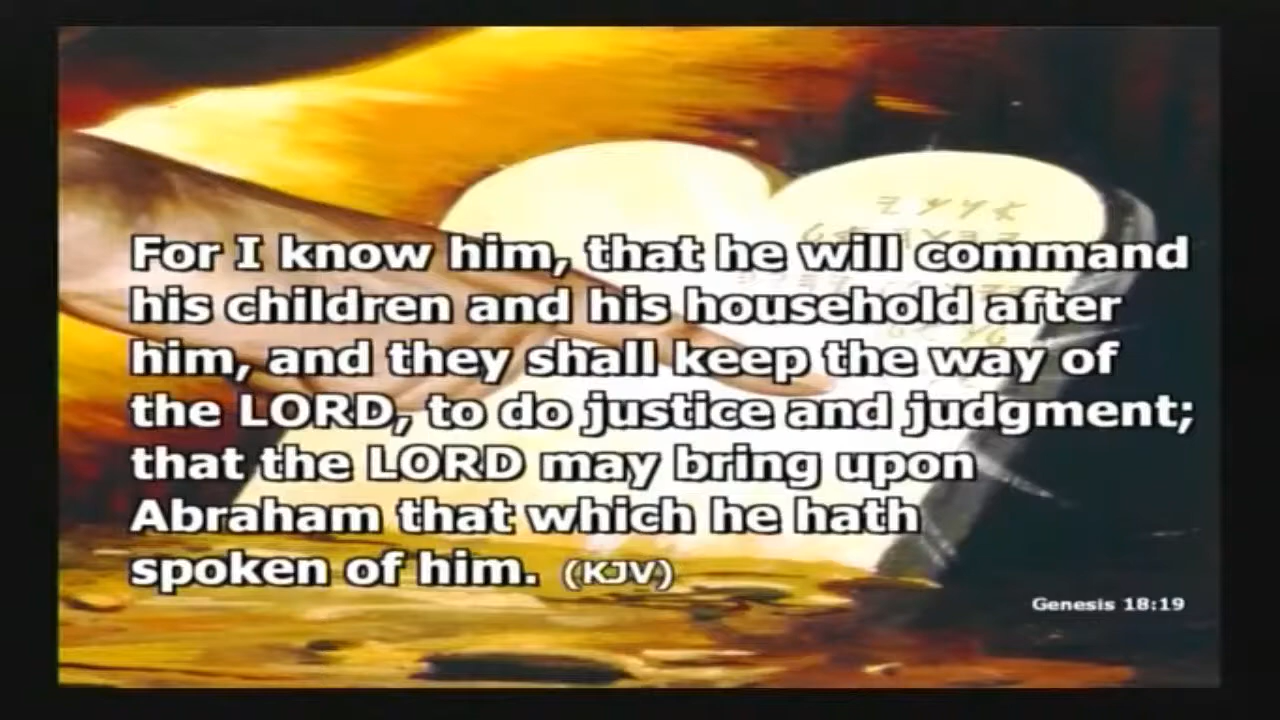 For I know him, that he will command
his children and his household after
him, and they shall keep the way of
the LORD, to do justice and judgment;
that the LORD may bring upon
Abraham that which he hath
spoken of him. (KJV)
Genesis 18:19